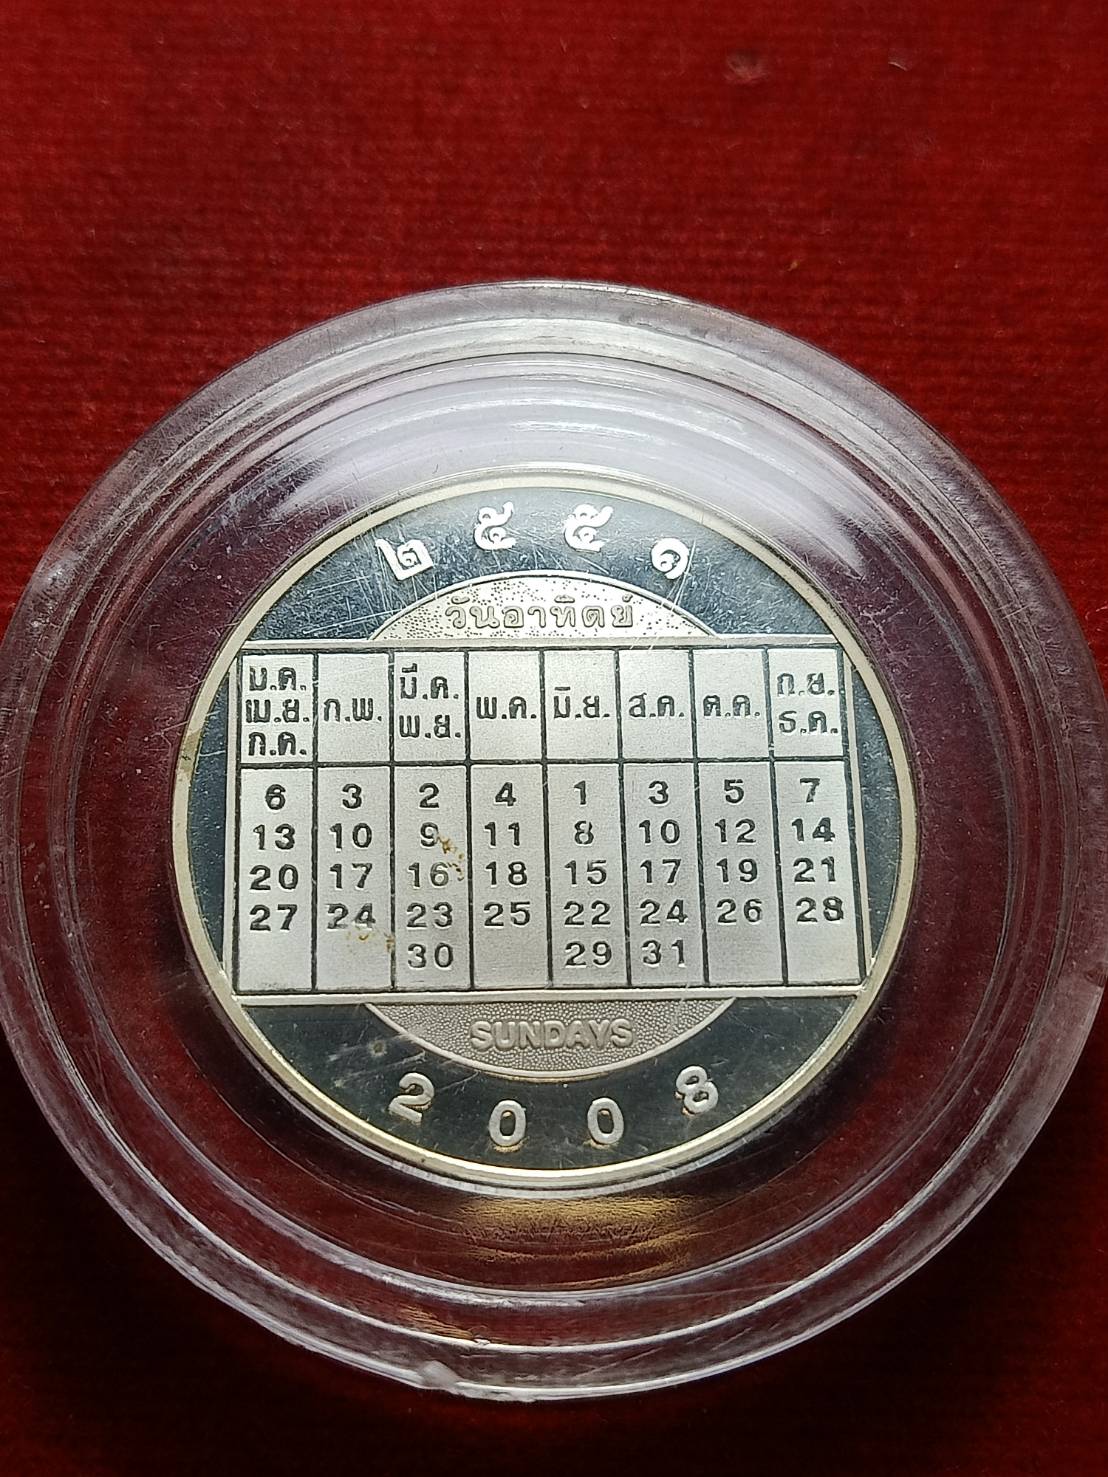 ๒๕๕๑
วันอาทิตย์
ม.ค. เม.ย. ก.ค. ก.พ. มี.ค. พ.ย. พ.ค. มิ.ย. ส.ค. ต.ค. ก.ย. ธ.ค.
6 3 2 4 1 3 5 7
13 10 9 11 8 10 12 14
20 17 16 18 15 17 19 21
27 24 23 25 22 24 26 28
30 29 31
SUNDAYS
2008